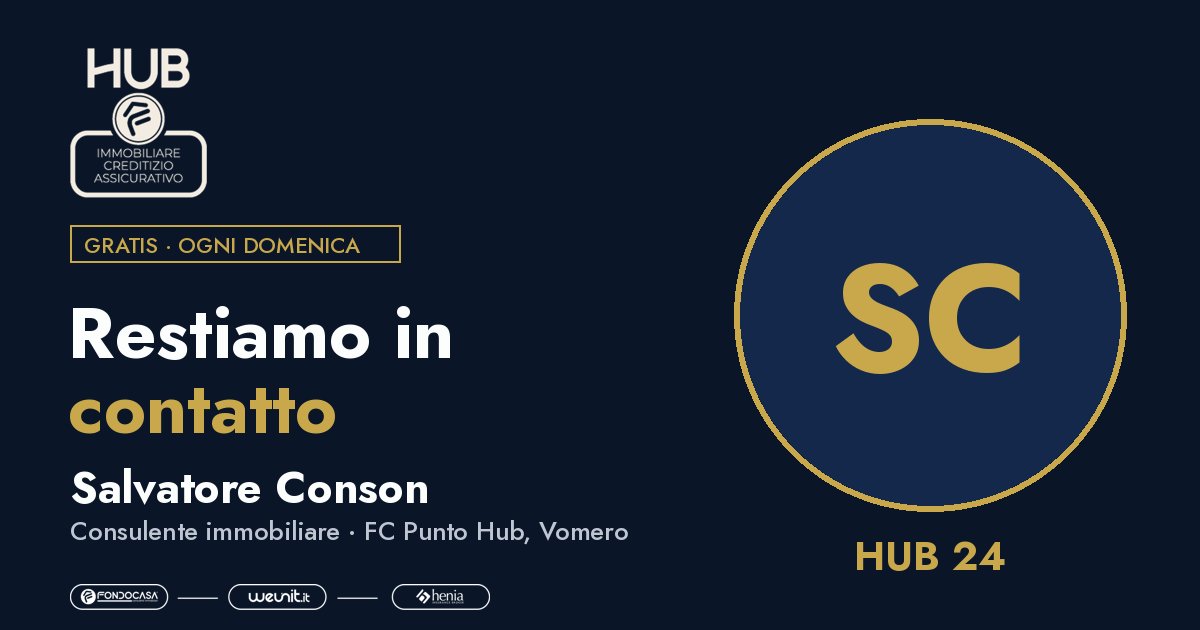 HUB
IMMOBILIARE
CREDITIZIO
ASSICURATIVO
GRATIS · OGNI DOMENICA
Restiamo in
contatto
Salvatore Conson
Consulente immobiliare · FC Punto Hub, Vomero
FONDOCASA
weunit.it
henia
SC
HUB 24